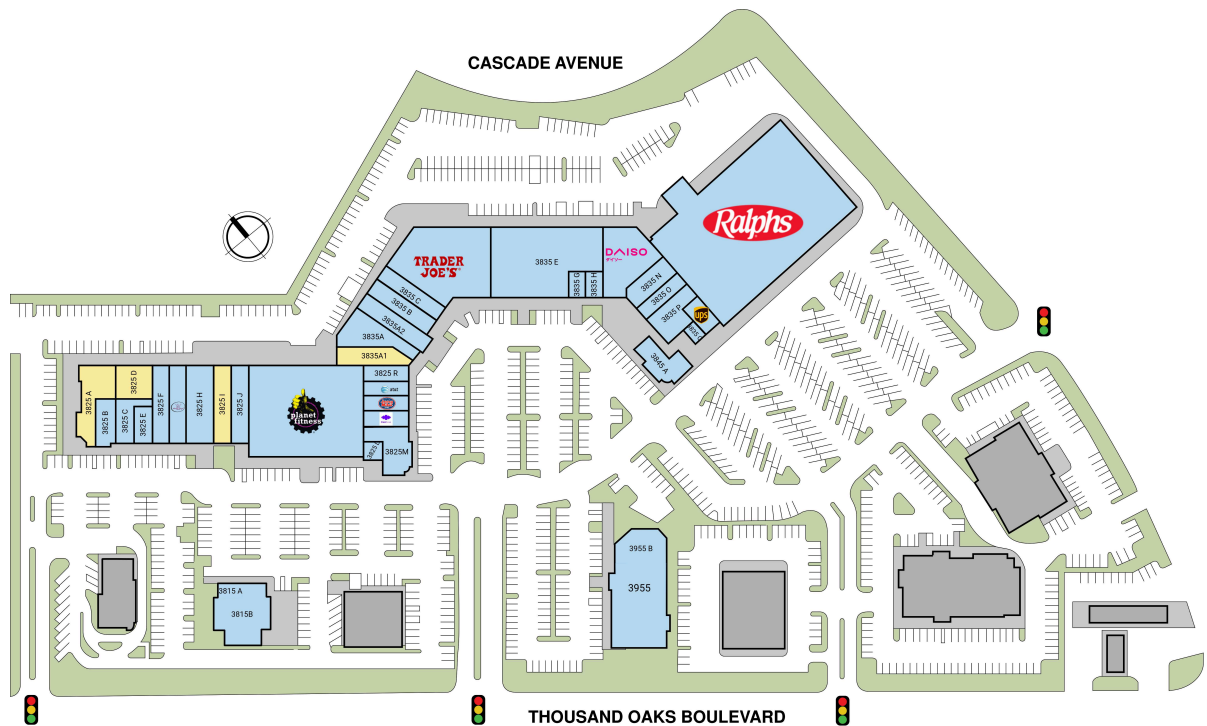 CASCADE AVENUE
Ralphs
TRADER
JOE'S
3835 E
DAISO
ダイソー
3835 G
3835 H
3835 N
3835 O
3835 P
ups
3835 C
3835 B
3835A2
3835A
3835A1
3845 A
3825 A
3825 D
3825 B
3825 C
3825 E
3825 F
3825 H
3825 I
3825 J
planet
fitness
3825 R
at&t
3825M
3955 B
3955
3815 A
3815B
THOUSAND OAKS BOULEVARD